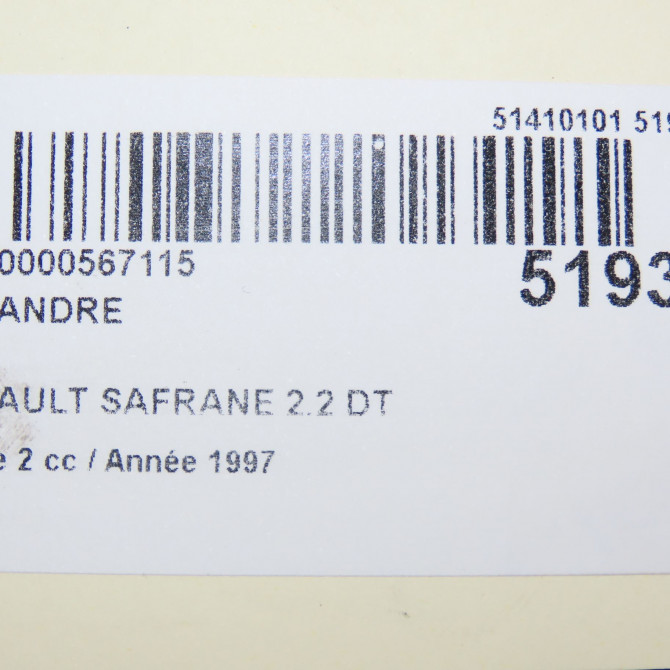 51410101 519
0000567115
5193
ANDRE
AULT SAFRANE 2.2 DT
e 2 cc / Année 1997